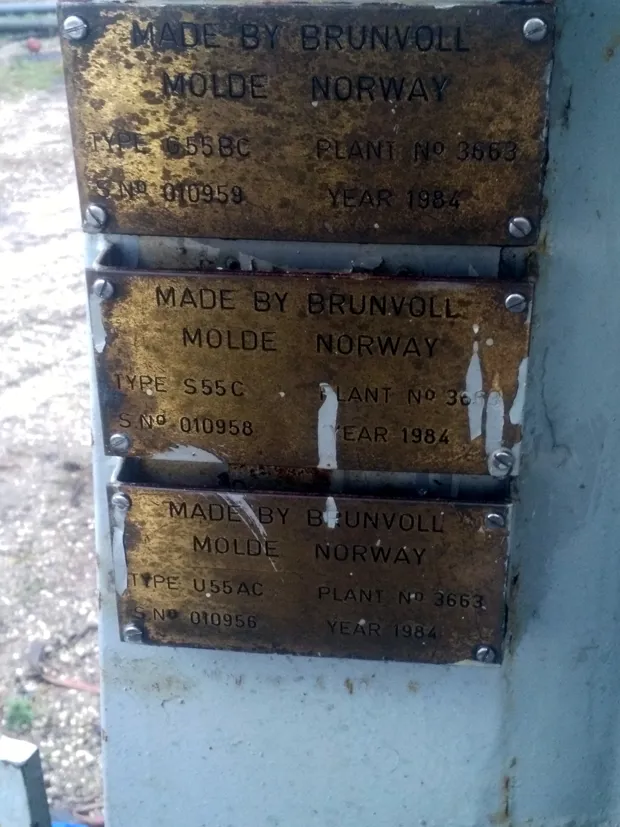 MADE BY BRUNVOLL
MOLDE NORWAY
TYPE G55BC PLANT Nº 3663
S.Nº 010959 YEAR 1984
MADE BY BRUNVOLL
MOLDE NORWAY
TYPE S55C PLANT Nº
S.Nº 010958 YEAR 1984
MADE BY BRUNVOLL
MOLDE NORWAY
TYPE U55AC PLANT Nº 3663
S.Nº 010956 YEAR 1984